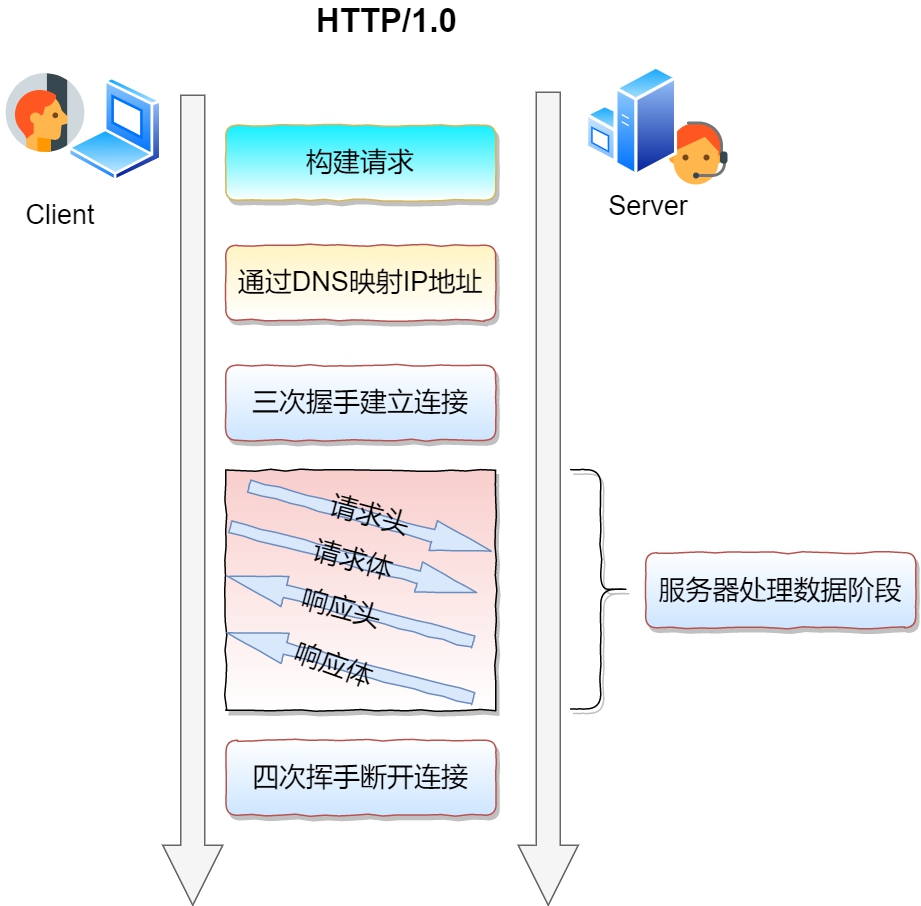 HTTP/1.0
Client
Server
构建请求
通过DNS映射IP地址
三次握手建立连接
请求头
请求体
响应头
响应体
服务器处理数据阶段
四次挥手断开连接